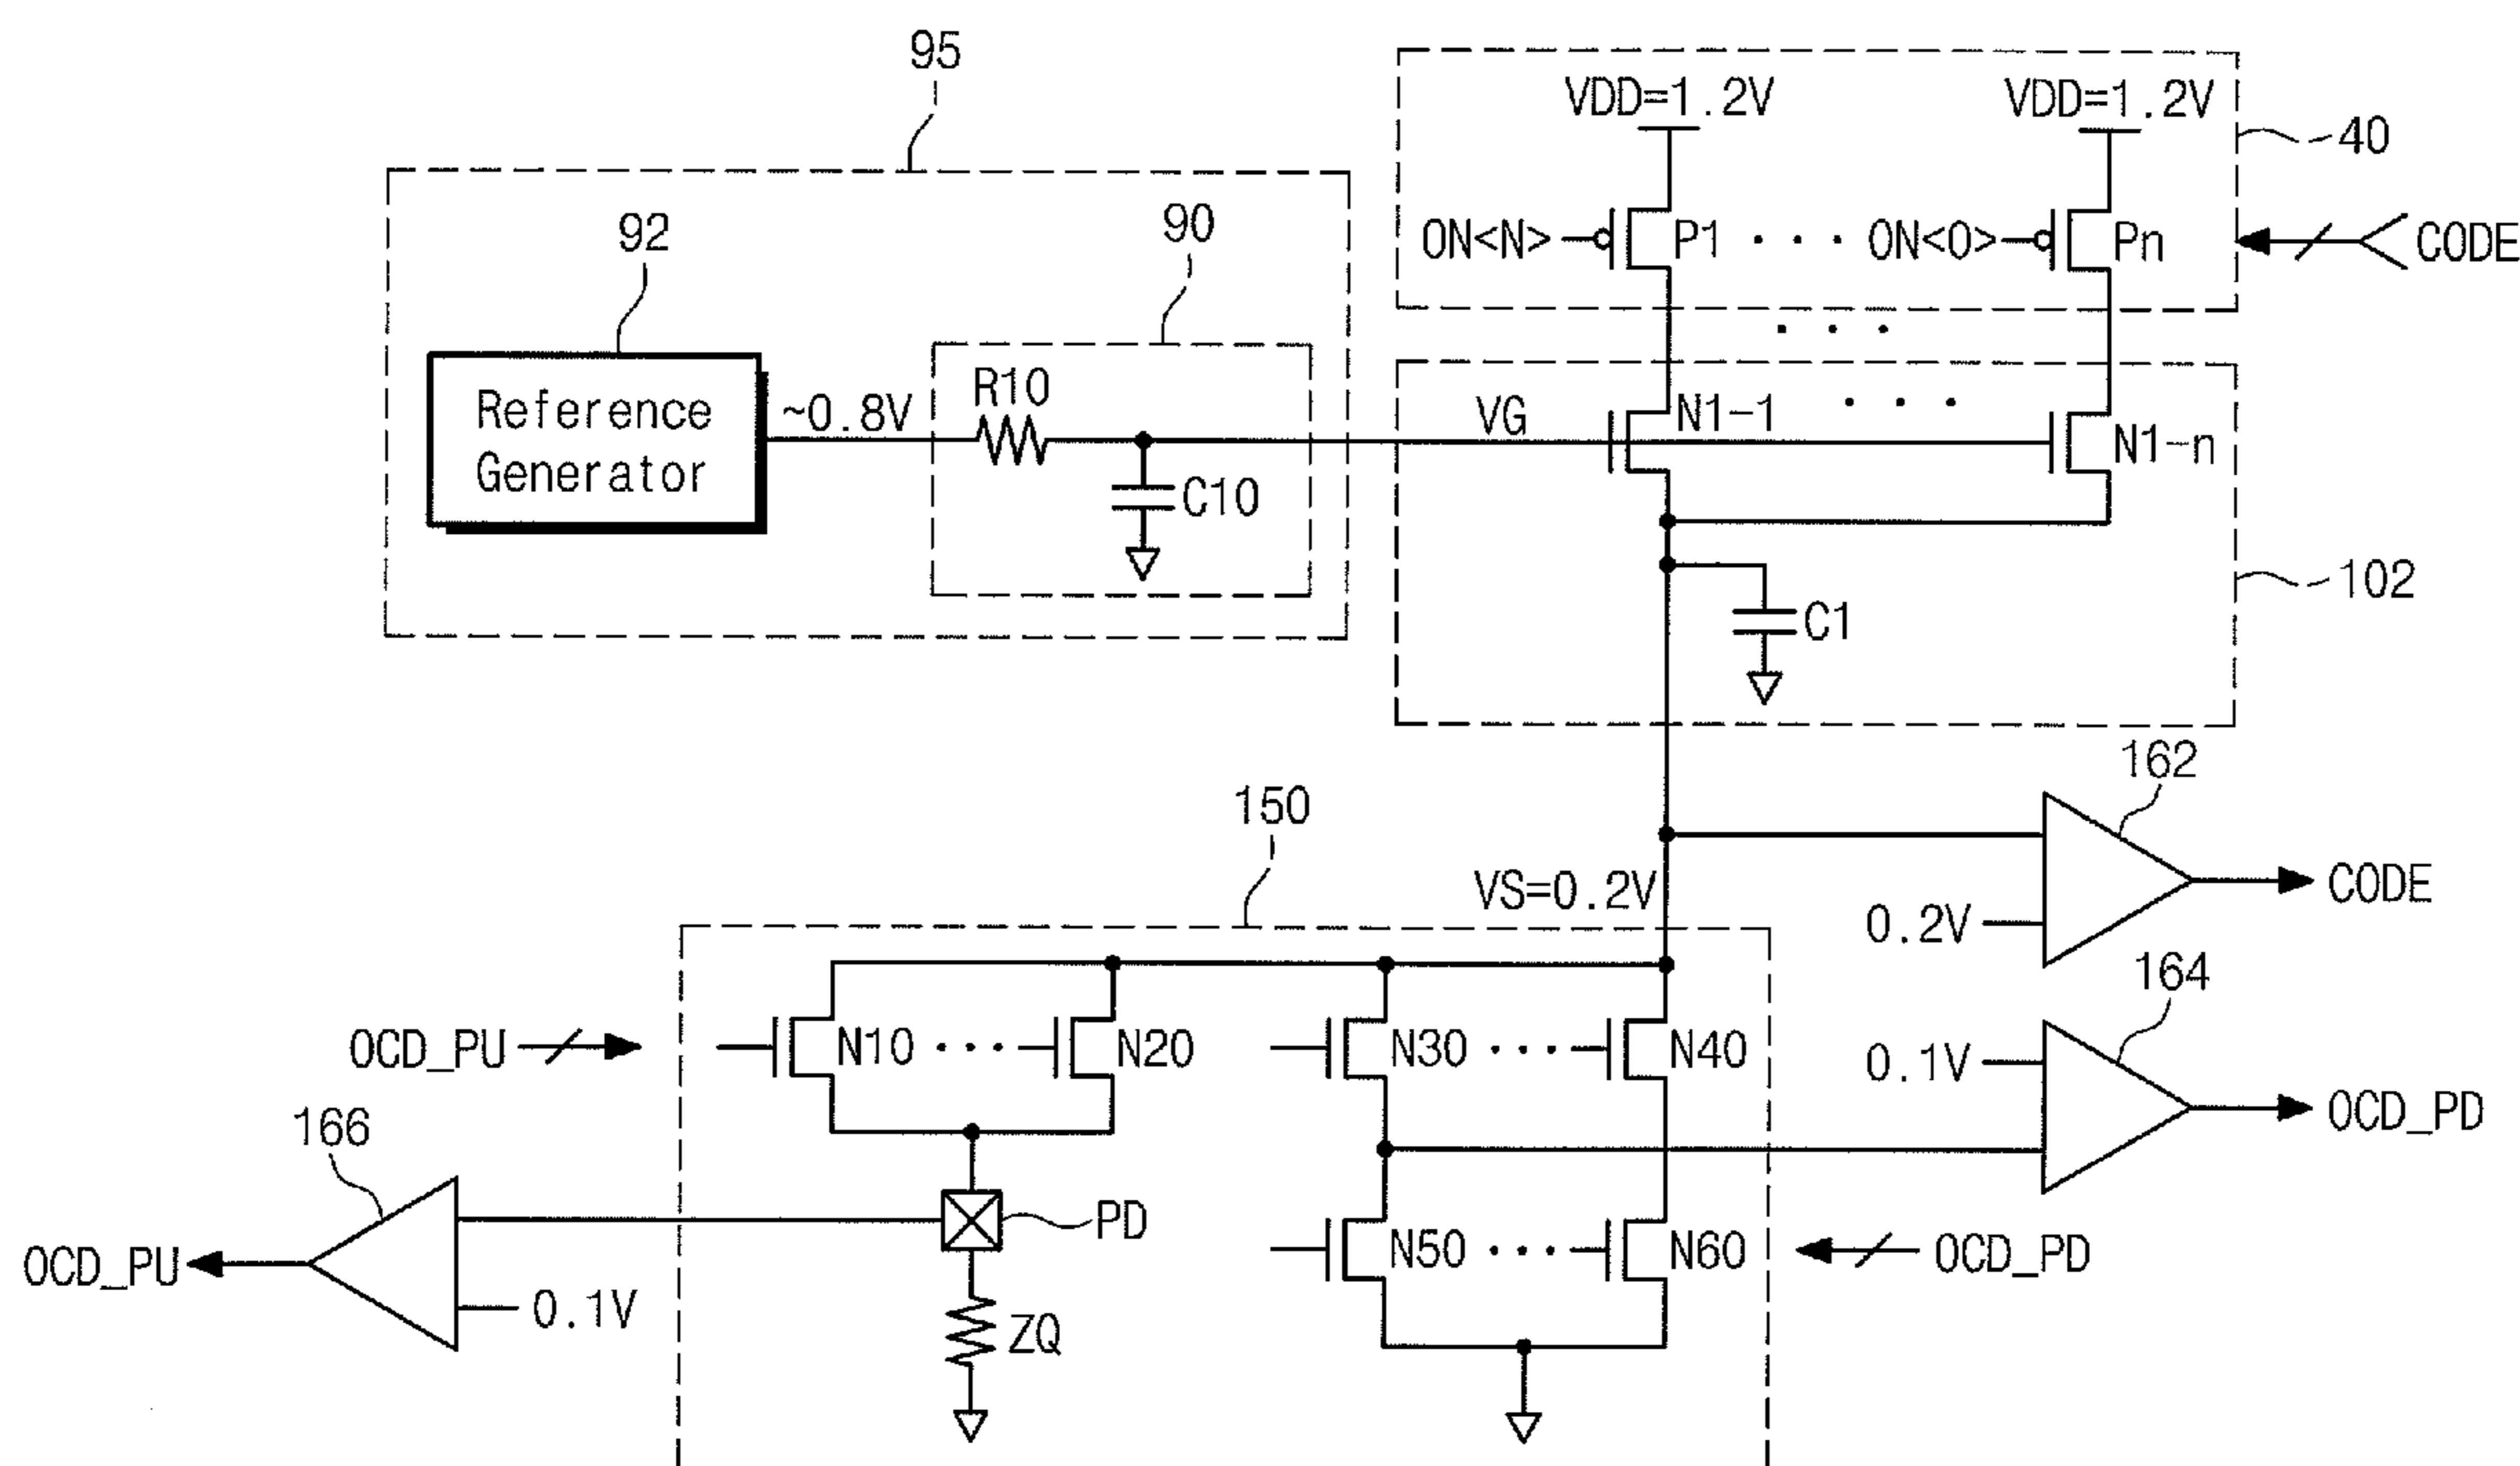 95
VDD=1.2V
VDD=1.2V
40
92
90
ON<N>
P1
ON<0>
Pn
CODE
Reference
Generator
~0.8V
R10
C10
VG
N1-1
N1-n
C1
102
162
150
VS=0.2V
0.2V
CODE
164
OCD_PU
N10
N20
N30
N40
0.1V
OCD_PD
166
PD
OCD_PU
0.1V
ZQ
N50
N60
OCD_PD